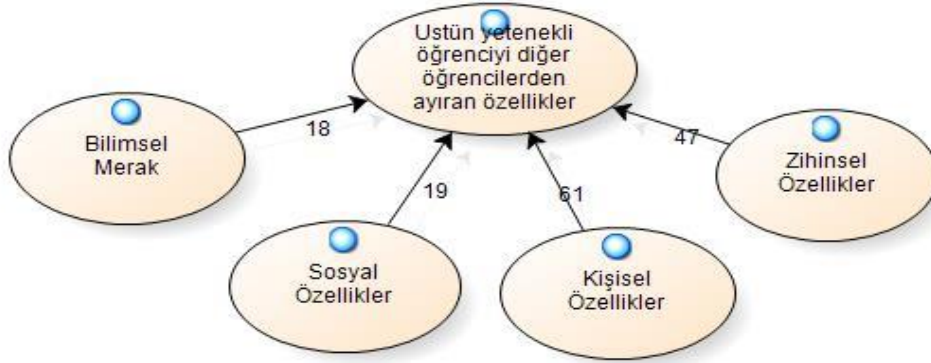 Üstün yetenekli
öğrenciyi diğer
öğrencilerden
ayıran özellikler
18
47
Bilimsel
Merak
Zihinsel
Özellikler
19
61
Sosyal
Özellikler
Kişisel
Özellikler